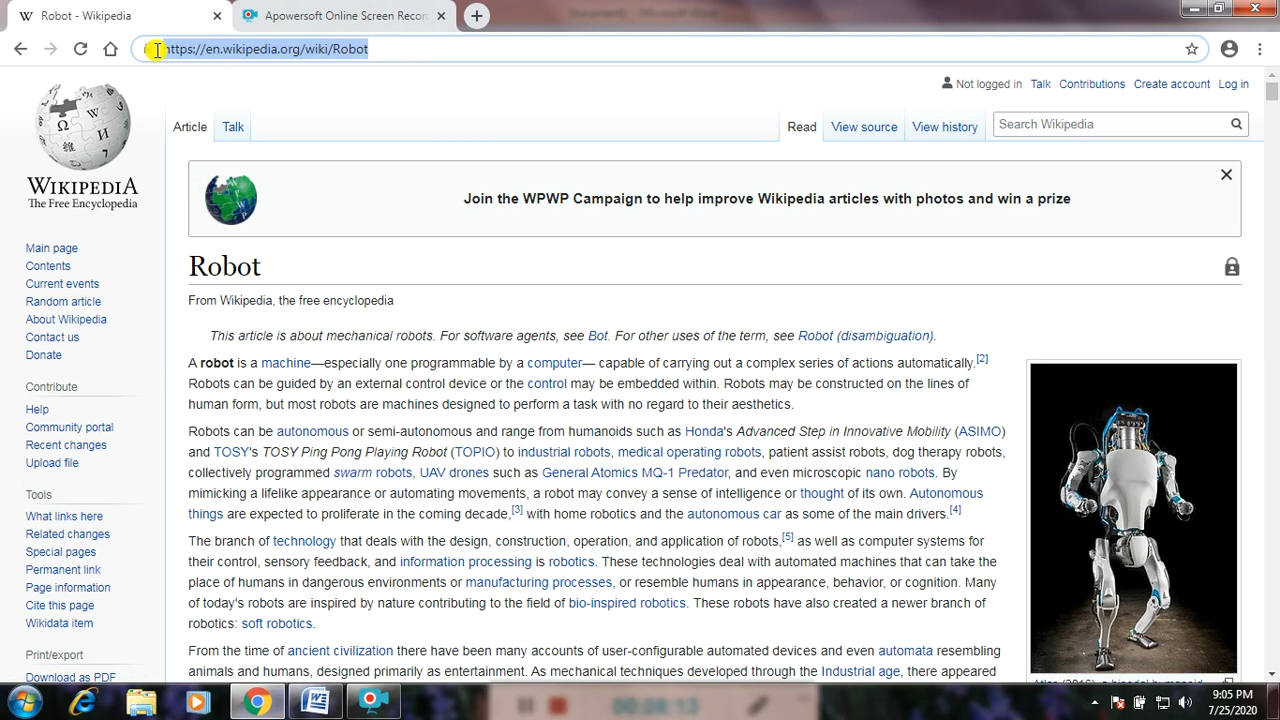 Robot - Wikipedia
Apowersoft Online Screen Recor
https://en.wikipedia.org/wiki/Robot
Not logged in Talk Contributions Create account Log in
Article Talk Read View source View history Search Wikipedia
WIKIPEDIA
The Free Encyclopedia
Join the WPWP Campaign to help improve Wikipedia articles with photos and win a prize
Main page
Contents
Current events
Random article
About Wikipedia
Contact us
Donate
Contribute
Help
Community portal
Recent changes
Upload file
Tools
What links here
Related changes
Special pages
Permanent link
Page information
Cite this page
Wikidata item
Print/export
Download as PDF
Robot
From Wikipedia, the free encyclopedia
This article is about mechanical robots. For software agents, see Bot. For other uses of the term, see Robot (disambiguation).
A robot is a machine—especially one programmable by a computer— capable of carrying out a complex series of actions automatically.[2]
Robots can be guided by an external control device or the control may be embedded within. Robots may be constructed on the lines of
human form, but most robots are machines designed to perform a task with no regard to their aesthetics.
Robots can be autonomous or semi-autonomous and range from humanoids such as Honda's Advanced Step in Innovative Mobility (ASIMO)
and TOSY's TOSY Ping Pong Playing Robot (TOPIO) to industrial robots, medical operating robots, patient assist robots, dog therapy robots,
collectively programmed swarm robots, UAV drones such as General Atomics MQ-1 Predator, and even microscopic nano robots. By
mimicking a lifelike appearance or automating movements, a robot may convey a sense of intelligence or thought of its own. Autonomous
things are expected to proliferate in the coming decade,[3] with home robotics and the autonomous car as some of the main drivers.[4]
The branch of technology that deals with the design, construction, operation, and application of robots,[5] as well as computer systems for
their control, sensory feedback, and information processing is robotics. These technologies deal with automated machines that can take the
place of humans in dangerous environments or manufacturing processes, or resemble humans in appearance, behavior, or cognition. Many
of today's robots are inspired by nature contributing to the field of bio-inspired robotics. These robots have also created a newer branch of
robotics: soft robotics.
From the time of ancient civilization there have been many accounts of user-configurable automated devices and even automata resembling
animals and humans, designed primarily as entertainment. As mechanical techniques developed through the Industrial age, there appeared
00:08:13
9:05 PM
7/25/2020